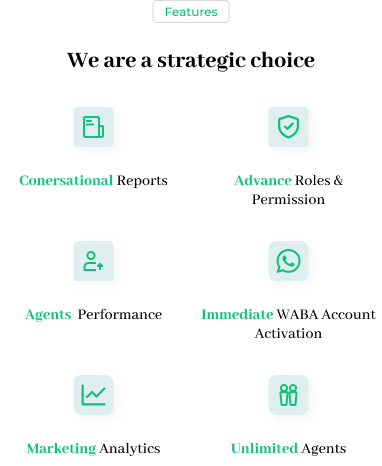 Features
We are a strategic choice
Conersational Reports
Advance Roles &
Permission
Agents Performance
Immediate WABA Account
Activation
Marketing Analytics
Unlimited Agents